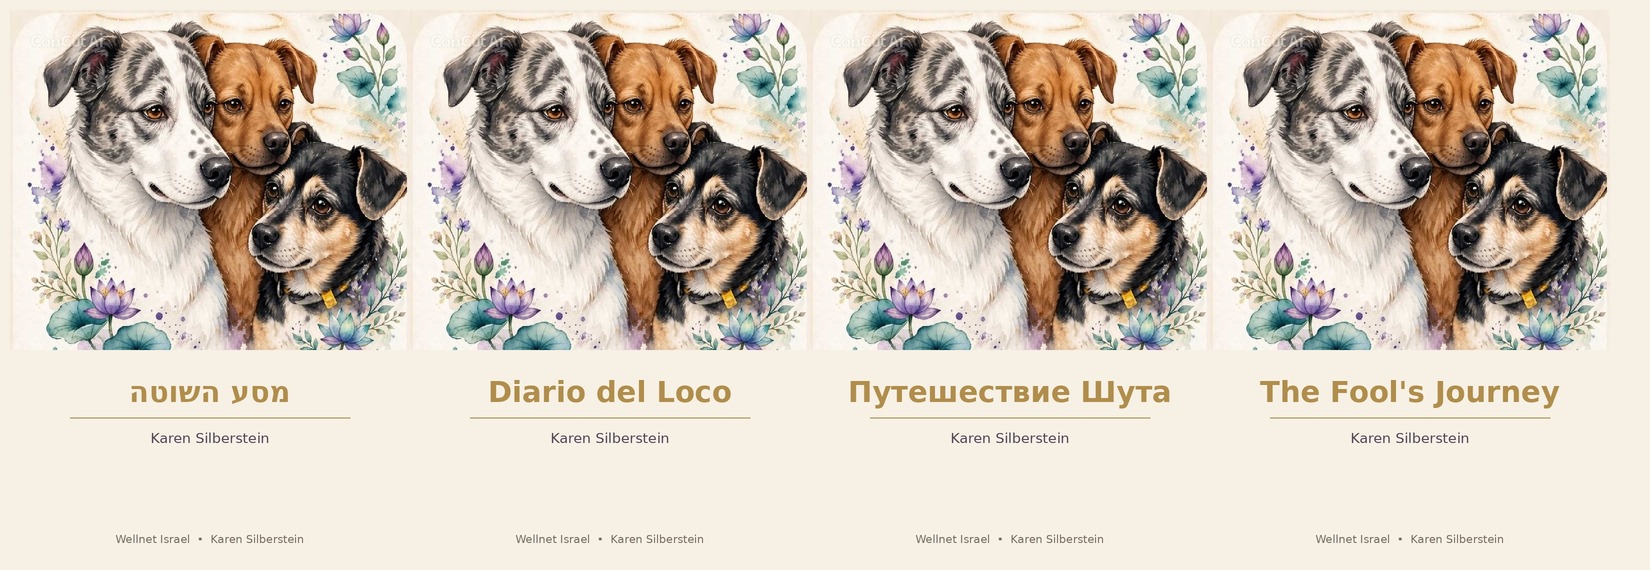 מסע השוטה
Karen Silberstein
Wellnet Israel • Karen Silberstein
Diario del Loco
Karen Silberstein
Wellnet Israel • Karen Silberstein
Путешествие Шута
Karen Silberstein
Wellnet Israel • Karen Silberstein
The Fool's Journey
Karen Silberstein
Wellnet Israel • Karen Silberstein